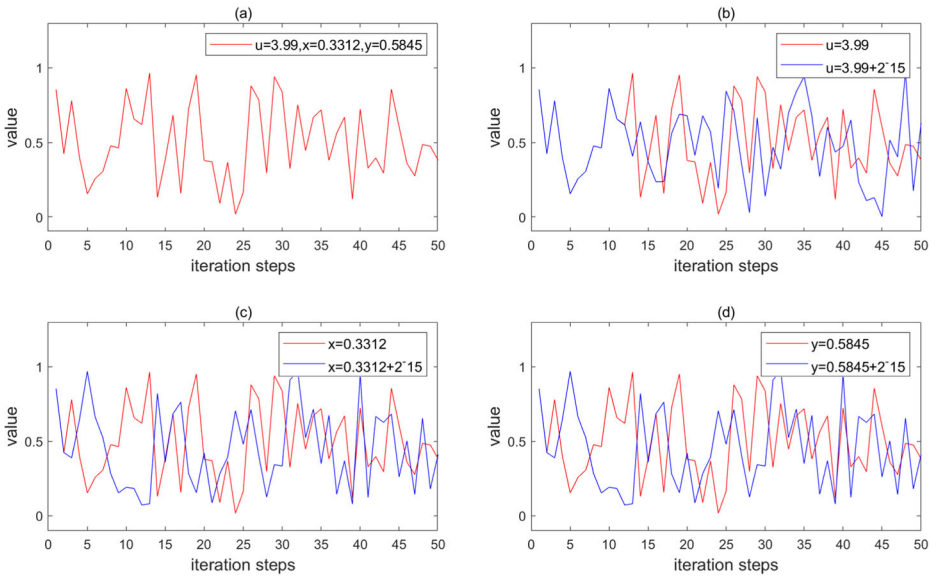 (a)
u=3.99,x=0.3312,y=0.5845
1
0.5
0
value
0 5 10 15 20 25 30 35 40 45 50
iteration steps
(b)
u=3.99
u=3.99+2^-15
1
0.5
0
value
0 5 10 15 20 25 30 35 40 45 50
iteration steps
(c)
x=0.3312
x=0.3312+2^-15
1
0.5
0
value
0 5 10 15 20 25 30 35 40 45 50
iteration steps
(d)
y=0.5845
y=0.5845+2^-15
1
0.5
0
value
0 5 10 15 20 25 30 35 40 45 50
iteration steps